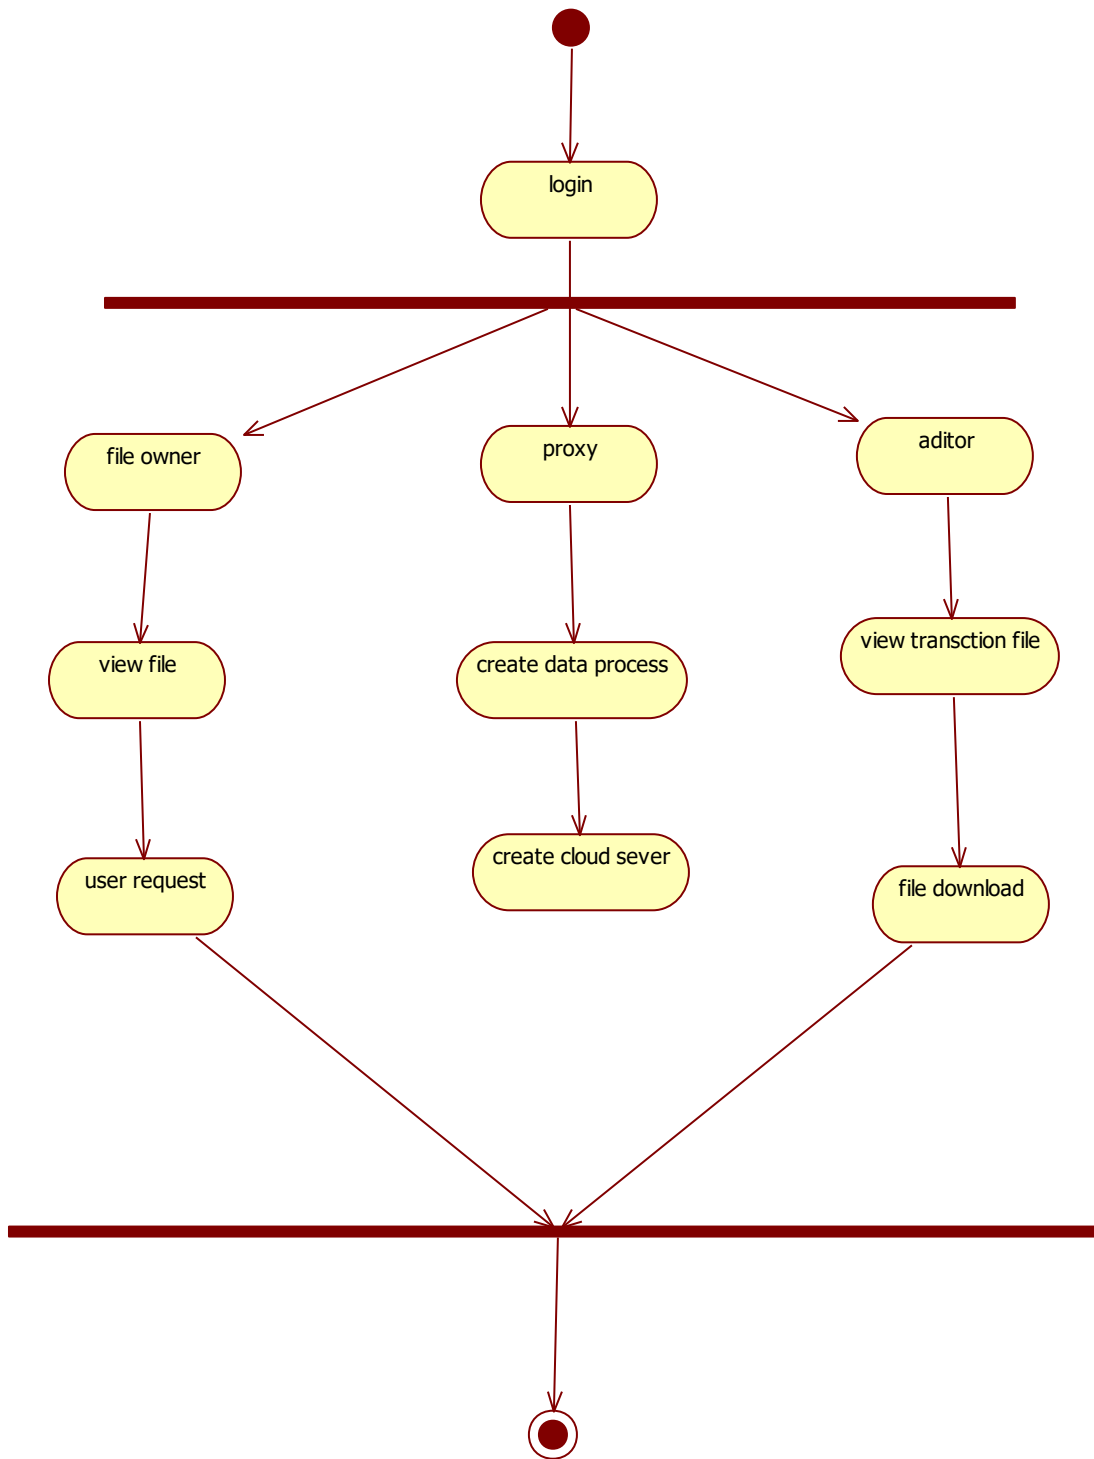 login
file owner
proxy
aditor
view file
create data process
view transction file
user request
create cloud sever
file download